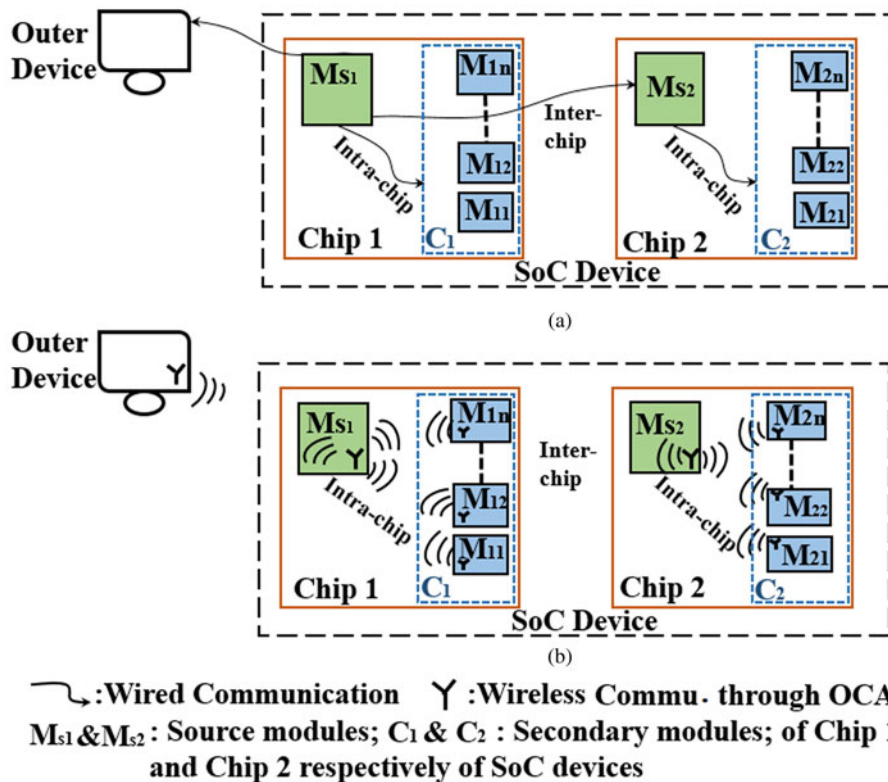 Outer
Device
Ms1
M1n
M12
M11
Intra-chip
Chip 1
C1
Inter-
chip
Ms2
M2n
M22
M21
Intra-chip
Chip 2
C2
SoC Device
(a)
Outer
Device
Ms1
M1n
M12
M11
Intra-chip
Chip 1
C1
Inter-
chip
Ms2
M2n
M22
M21
Intra-chip
Chip 2
C2
SoC Device
(b)
:Wired Communication :Wireless Commu. through OCA
Ms1&Ms2 : Source modules; C1 & C2 : Secondary modules; of Chip 1
and Chip 2 respectively of SoC devices